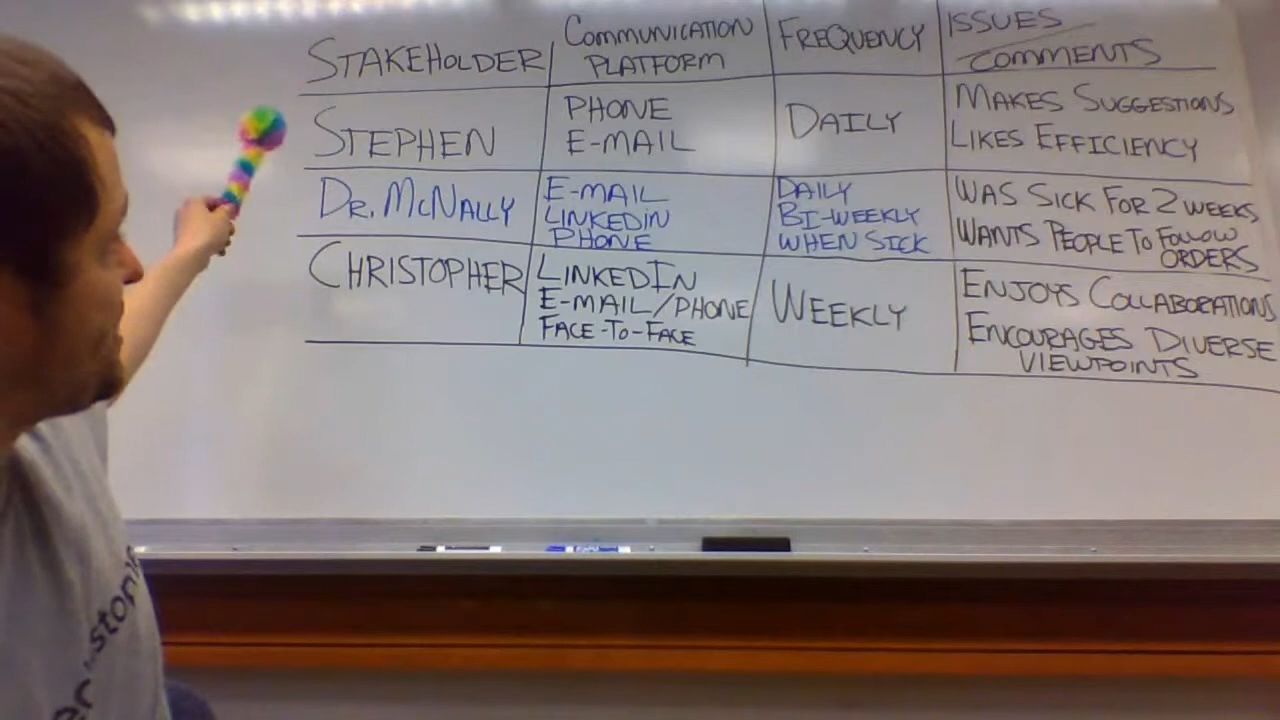 STAKEHOLDER
COMMUNICATION
PLATFORM
FREQUENCY
ISSUES
COMMENTS
STEPHEN
PHONE
E-MAIL
DAILY
MAKES SUGGESTIONS
LIKES EFFICIENCY
DR. MCNALLY
E-MAIL
LINKEDIN
PHONE
DAILY
BI-WEEKLY
WHEN SICK
WAS SICK FOR 2 WEEKS
WANTS PEOPLE TO FOLLOW
ORDERS
CHRISTOPHER
LINKEDIN
E-MAIL/PHONE
FACE-TO-FACE
WEEKLY
ENJOYS COLLABORATIONS
ENCOURAGES DIVERSE
VIEWPOINTS